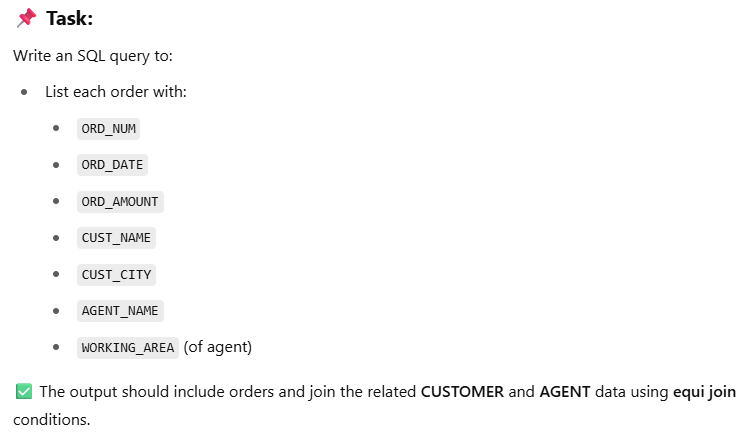 📌 Task:
Write an SQL query to:
• List each order with:
• ORD_NUM
• ORD_DATE
• ORD_AMOUNT
• CUST_NAME
• CUST_CITY
• AGENT_NAME
• WORKING_AREA (of agent)
✅ The output should include orders and join the related CUSTOMER and AGENT data using equi join
conditions.